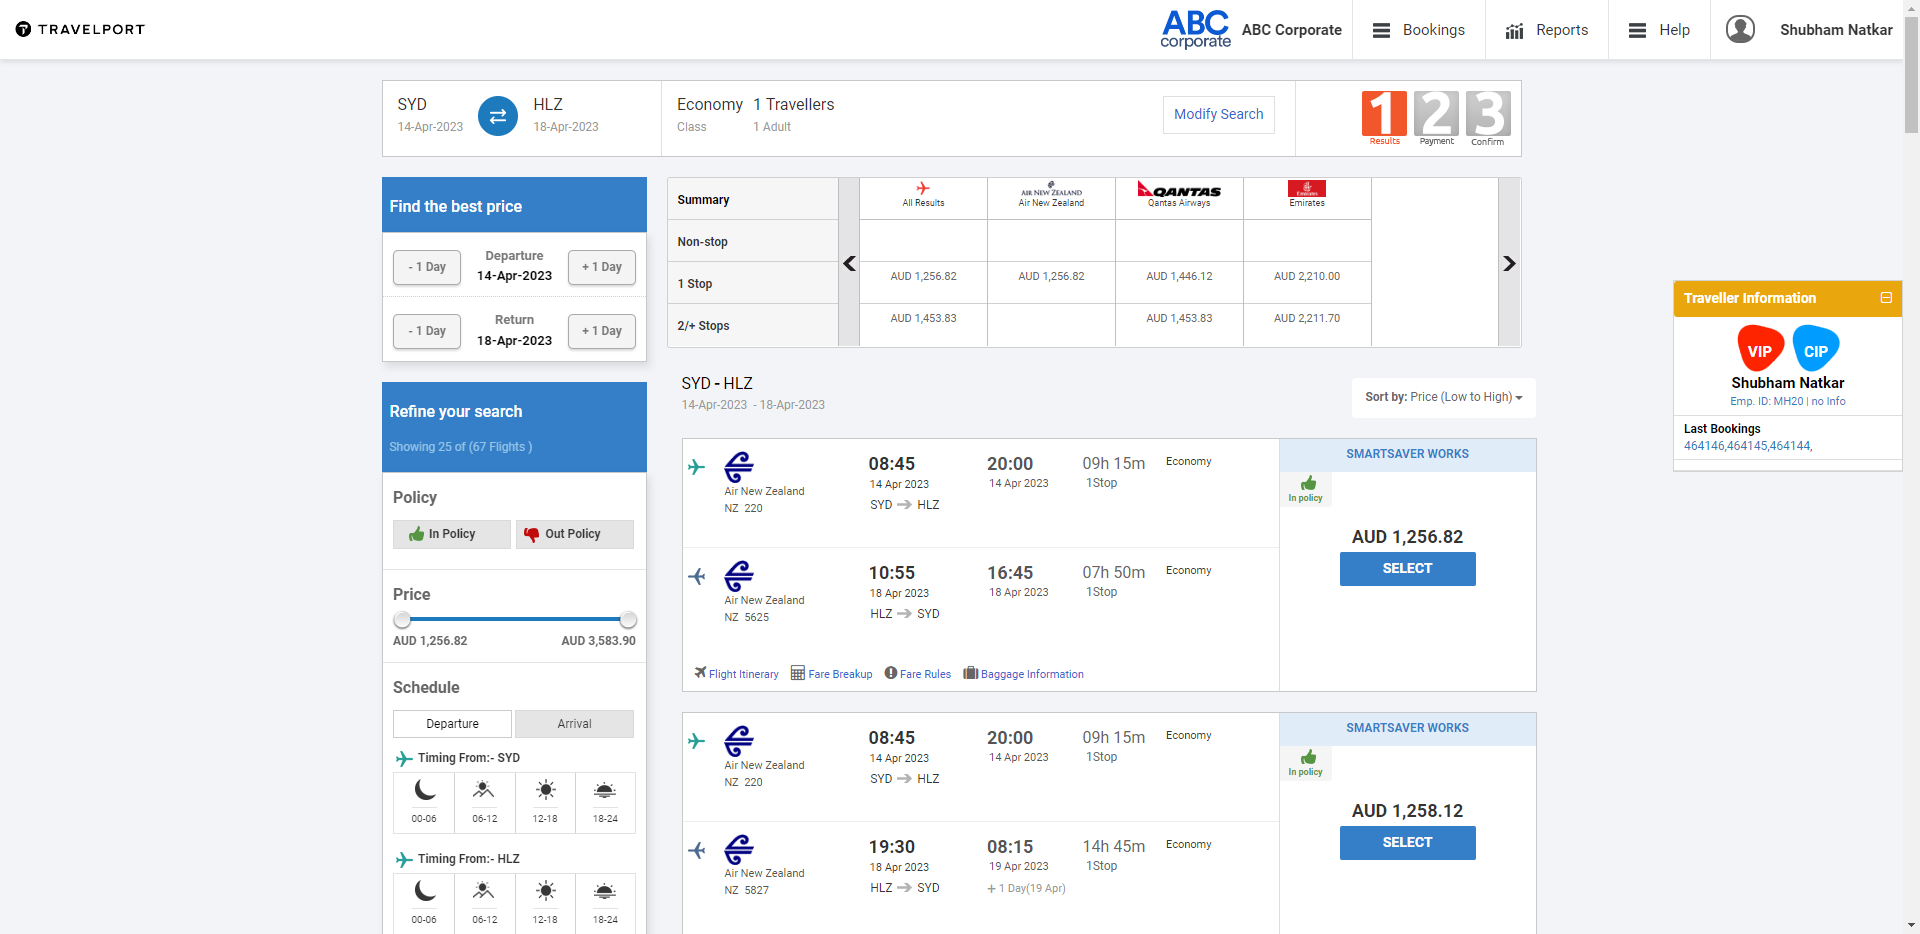 TRAVELPORT
ABC corporate
ABC Corporate
Bookings
Reports
Help
Shubham Natkar
SYD
14-Apr-2023
HLZ
18-Apr-2023
Economy
Class
1 Travellers
1 Adult
Modify Search
1 2 3
Results Payment Confirm
Find the best price
- 1 Day
Departure
14-Apr-2023
+ 1 Day
- 1 Day
Return
18-Apr-2023
+ 1 Day
Refine your search
Showing 25 of (67 Flights )
Policy
In Policy
Out Policy
Price
AUD 1,256.82 AUD 3,583.90
Schedule
Departure Arrival
Timing From:- SYD
00-06 06-12 12-18 18-24
Timing From:- HLZ
00-06 06-12 12-18 18-24
AIR NEW ZEALAND QANTAS Emirates
Summary All Results Air New Zealand Qantas Airways Emirates
Non-stop
1 Stop AUD 1,256.82 AUD 1,256.82 AUD 1,446.12 AUD 2,210.00
2/+ Stops AUD 1,453.83 AUD 1,453.83 AUD 2,211.70
SYD - HLZ
14-Apr-2023 - 18-Apr-2023
Sort by: Price (Low to High)
Air New Zealand
NZ 220
08:45
14 Apr 2023
SYD HLZ
20:00
14 Apr 2023
09h 15m
1Stop
Economy
Air New Zealand
NZ 5625
10:55
18 Apr 2023
HLZ SYD
16:45
18 Apr 2023
07h 50m
1Stop
Economy
Flight Itinerary Fare Breakup Fare Rules Baggage Information
SMARTSAVER WORKS
In policy
AUD 1,256.82
SELECT
Air New Zealand
NZ 220
08:45
14 Apr 2023
SYD HLZ
20:00
14 Apr 2023
09h 15m
1Stop
Economy
Air New Zealand
NZ 5827
19:30
18 Apr 2023
HLZ SYD
08:15
19 Apr 2023
+ 1 Day(19 Apr)
14h 45m
1Stop
Economy
SMARTSAVER WORKS
In policy
AUD 1,258.12
SELECT
Traveller Information
VIP CIP
Shubham Natkar
Emp. ID: MH20 | no Info
Last Bookings
464146,464145,464144,